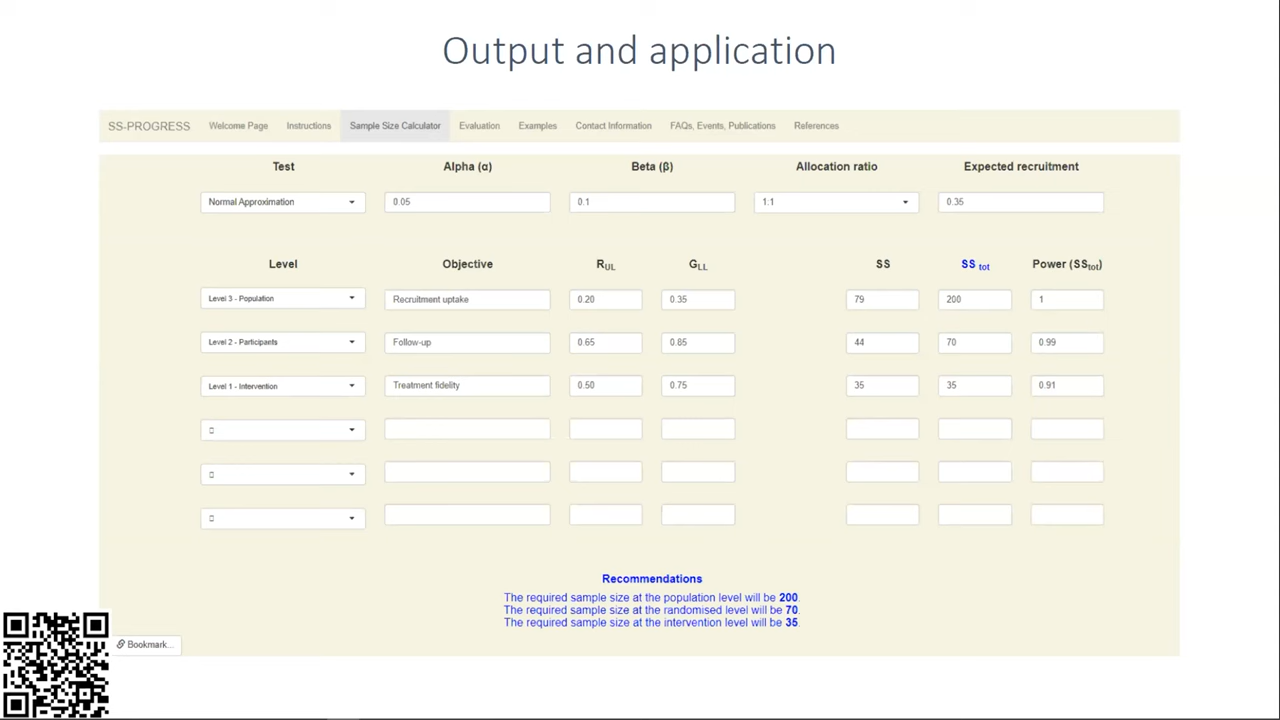 Output and application
SS-PROGRESS Welcome Page Instructions Sample Size Calculator Evaluation Examples Contact Information FAQs, Events, Publications References
Test Alpha (α) Beta (β) Allocation ratio Expected recruitment
Normal Approximation 0.05 0.1 1:1 0.35
Level Objective RUL GLL SS SS tot Power (SStot)
Level 3 - Population Recruitment uptake 0.20 0.35 79 200 1
Level 2 - Participants Follow-up 0.65 0.85 44 70 0.99
Level 1 - Intervention Treatment fidelity 0.50 0.75 35 35 0.91
Recommendations
The required sample size at the population level will be 200.
The required sample size at the randomised level will be 70.
The required sample size at the intervention level will be 35.
Bookmark...